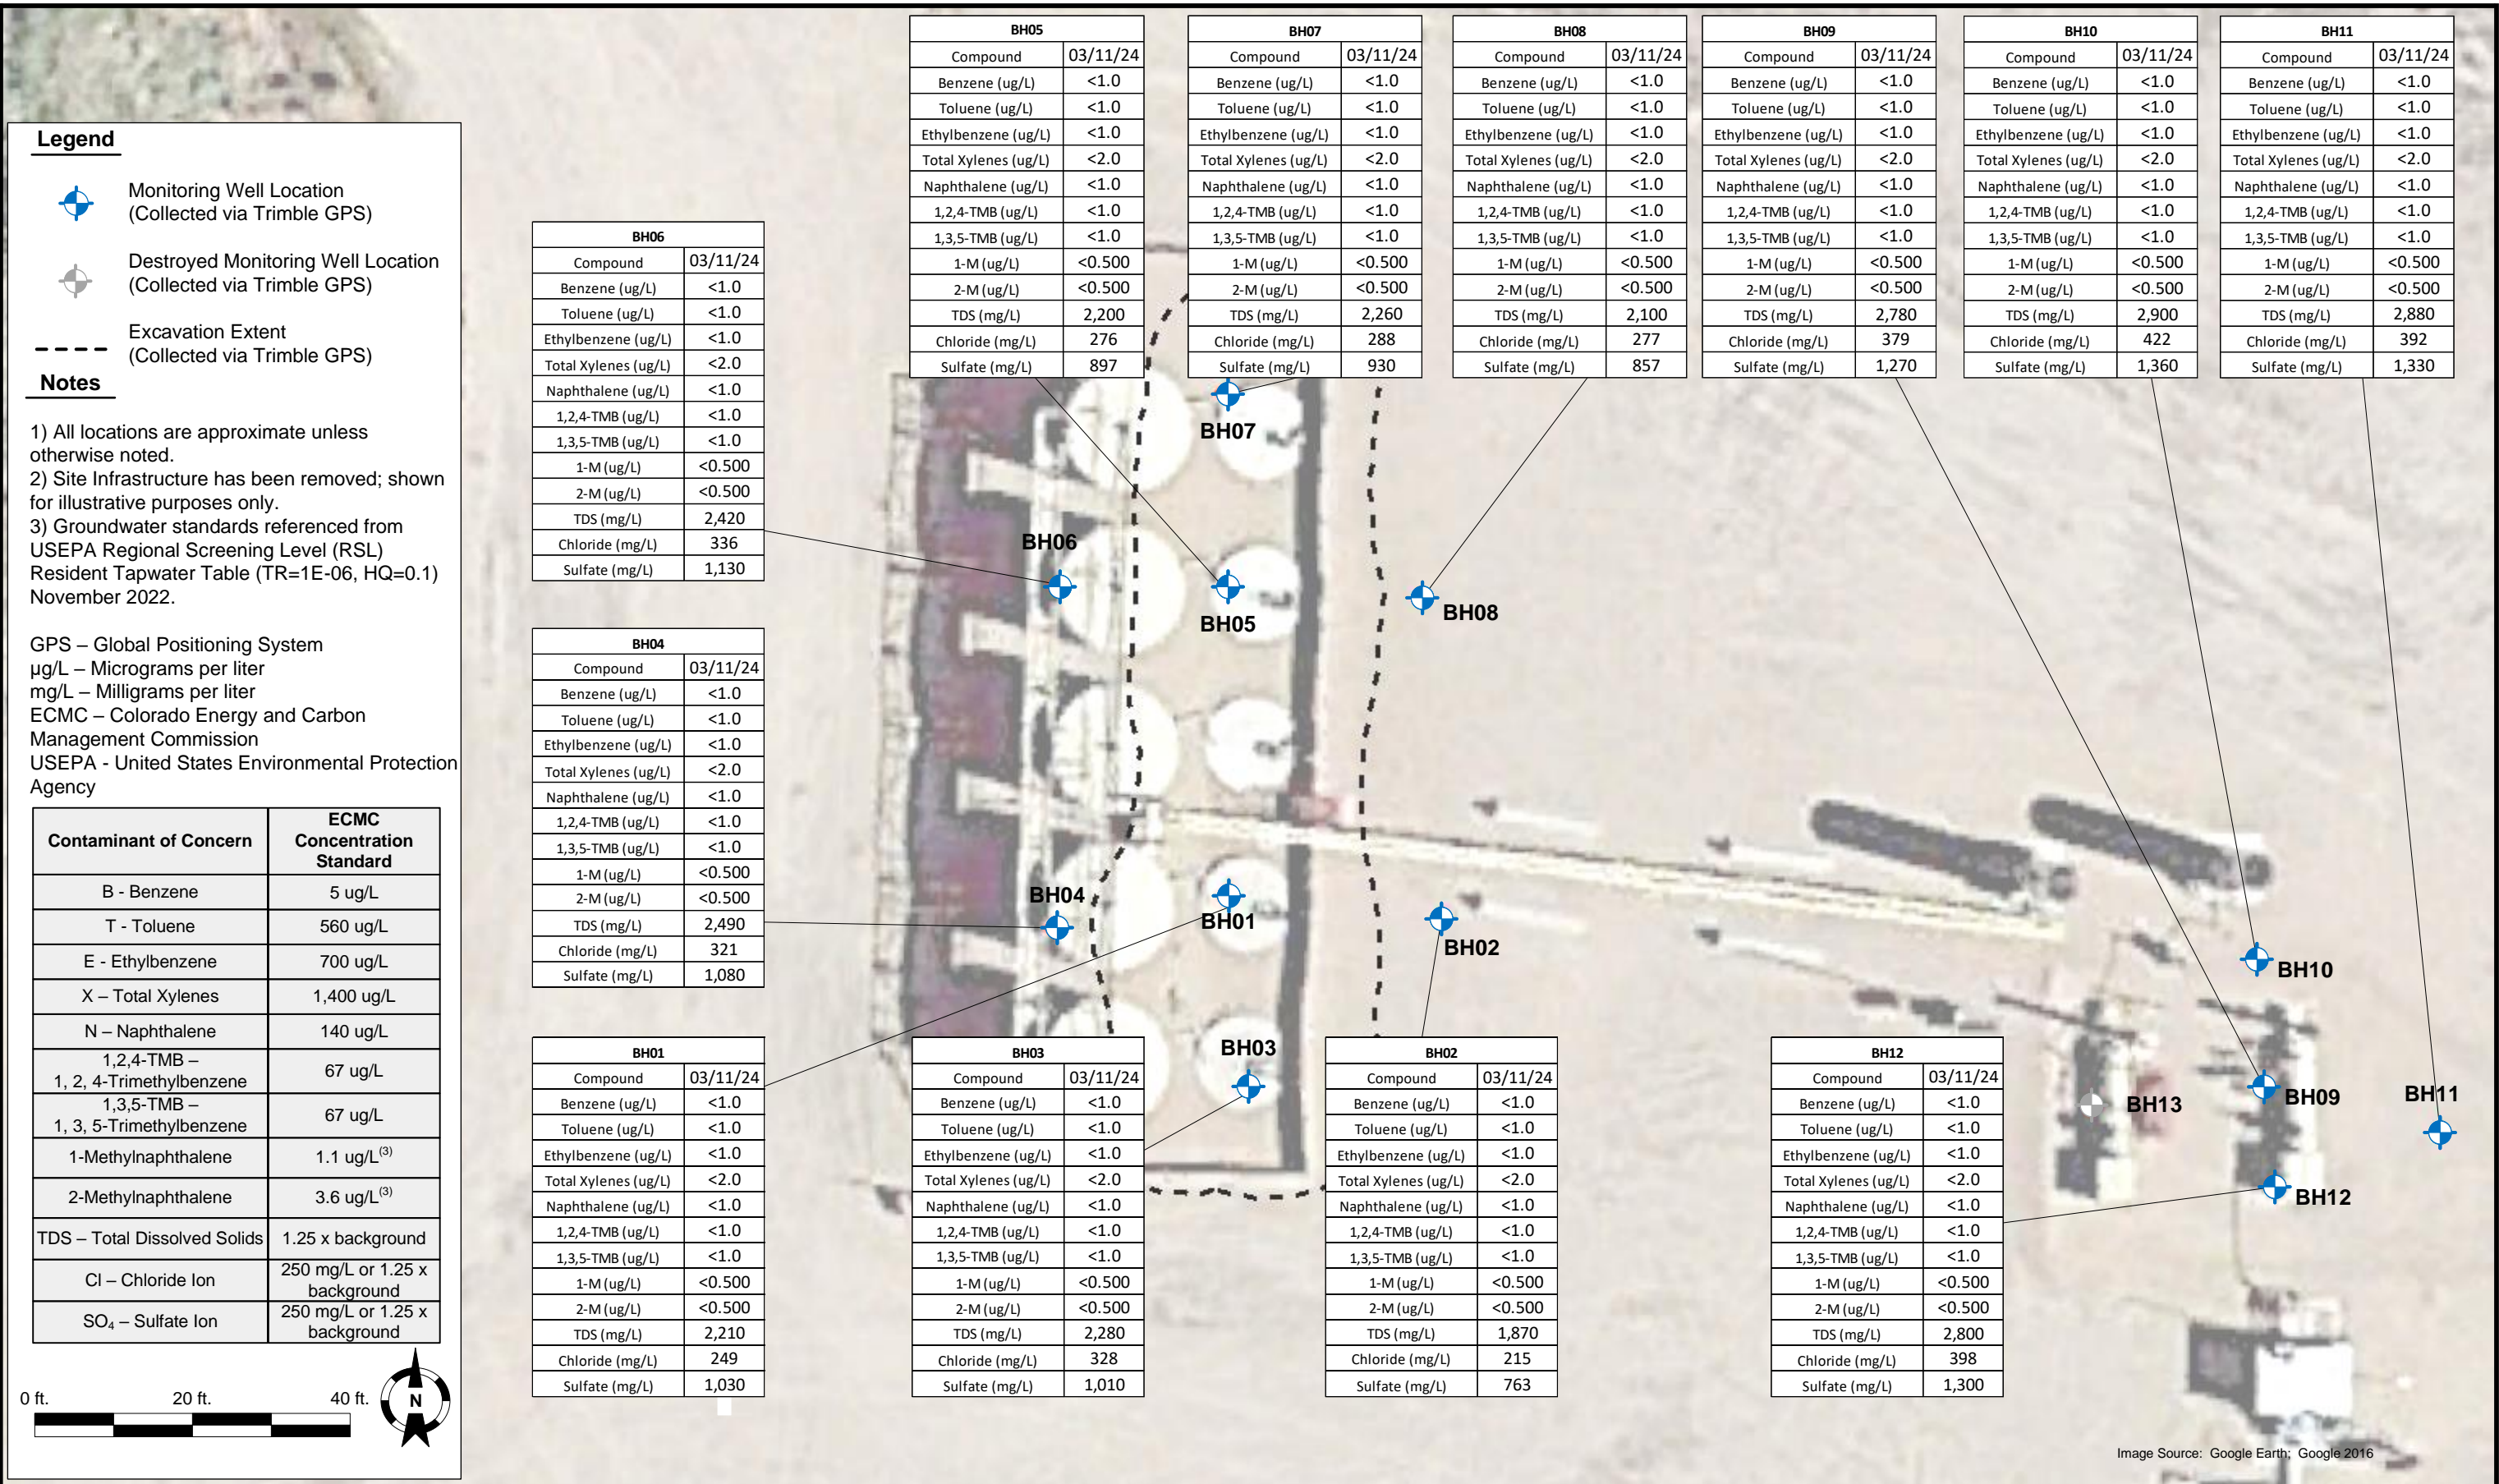 Legend
Monitoring Well Location
(Collected via Trimble GPS)
Destroyed Monitoring Well Location
(Collected via Trimble GPS)
Excavation Extent
(Collected via Trimble GPS)
Notes
1) All locations are approximate unless
otherwise noted.
2) Site Infrastructure has been removed; shown
for illustrative purposes only.
3) Groundwater standards referenced from
USEPA Regional Screening Level (RSL)
Resident Tapwater Table (TR=1E-06, HQ=0.1)
November 2022.
GPS – Global Positioning System
µg/L – Micrograms per liter
mg/L – Milligrams per liter
ECMC – Colorado Energy and Carbon
Management Commission
USEPA - United States Environmental Protection
Agency
Contaminant of Concern | ECMC Concentration Standard
B - Benzene | 5 ug/L
T - Toluene | 560 ug/L
E - Ethylbenzene | 700 ug/L
X – Total Xylenes | 1,400 ug/L
N – Naphthalene | 140 ug/L
1,2,4-TMB –
1, 2, 4-Trimethylbenzene | 67 ug/L
1,3,5-TMB –
1, 3, 5-Trimethylbenzene | 67 ug/L
1-Methylnaphthalene | 1.1 ug/L(3)
2-Methylnaphthalene | 3.6 ug/L(3)
TDS – Total Dissolved Solids | 1.25 x background
Cl – Chloride Ion | 250 mg/L or 1.25 x background
SO₄ – Sulfate Ion | 250 mg/L or 1.25 x background
0 ft. 20 ft. 40 ft.
N
BH05
Compound 03/11/24
Benzene (ug/L) <1.0
Toluene (ug/L) <1.0
Ethylbenzene (ug/L) <1.0
Total Xylenes (ug/L) <2.0
Naphthalene (ug/L) <1.0
1,2,4-TMB (ug/L) <1.0
1,3,5-TMB (ug/L) <1.0
1-M (ug/L) <0.500
2-M (ug/L) <0.500
TDS (mg/L) 2,200
Chloride (mg/L) 276
Sulfate (mg/L) 897
BH07
Compound 03/11/24
Benzene (ug/L) <1.0
Toluene (ug/L) <1.0
Ethylbenzene (ug/L) <1.0
Total Xylenes (ug/L) <2.0
Naphthalene (ug/L) <1.0
1,2,4-TMB (ug/L) <1.0
1,3,5-TMB (ug/L) <1.0
1-M (ug/L) <0.500
2-M (ug/L) <0.500
TDS (mg/L) 2,260
Chloride (mg/L) 288
Sulfate (mg/L) 930
BH08
Compound 03/11/24
Benzene (ug/L) <1.0
Toluene (ug/L) <1.0
Ethylbenzene (ug/L) <1.0
Total Xylenes (ug/L) <2.0
Naphthalene (ug/L) <1.0
1,2,4-TMB (ug/L) <1.0
1,3,5-TMB (ug/L) <1.0
1-M (ug/L) <0.500
2-M (ug/L) <0.500
TDS (mg/L) 2,100
Chloride (mg/L) 277
Sulfate (mg/L) 857
BH09
Compound 03/11/24
Benzene (ug/L) <1.0
Toluene (ug/L) <1.0
Ethylbenzene (ug/L) <1.0
Total Xylenes (ug/L) <2.0
Naphthalene (ug/L) <1.0
1,2,4-TMB (ug/L) <1.0
1,3,5-TMB (ug/L) <1.0
1-M (ug/L) <0.500
2-M (ug/L) <0.500
TDS (mg/L) 2,780
Chloride (mg/L) 379
Sulfate (mg/L) 1,270
BH10
Compound 03/11/24
Benzene (ug/L) <1.0
Toluene (ug/L) <1.0
Ethylbenzene (ug/L) <1.0
Total Xylenes (ug/L) <2.0
Naphthalene (ug/L) <1.0
1,2,4-TMB (ug/L) <1.0
1,3,5-TMB (ug/L) <1.0
1-M (ug/L) <0.500
2-M (ug/L) <0.500
TDS (mg/L) 2,900
Chloride (mg/L) 422
Sulfate (mg/L) 1,360
BH11
Compound 03/11/24
Benzene (ug/L) <1.0
Toluene (ug/L) <1.0
Ethylbenzene (ug/L) <1.0
Total Xylenes (ug/L) <2.0
Naphthalene (ug/L) <1.0
1,2,4-TMB (ug/L) <1.0
1,3,5-TMB (ug/L) <1.0
1-M (ug/L) <0.500
2-M (ug/L) <0.500
TDS (mg/L) 2,880
Chloride (mg/L) 392
Sulfate (mg/L) 1,330
BH06
Compound 03/11/24
Benzene (ug/L) <1.0
Toluene (ug/L) <1.0
Ethylbenzene (ug/L) <1.0
Total Xylenes (ug/L) <2.0
Naphthalene (ug/L) <1.0
1,2,4-TMB (ug/L) <1.0
1,3,5-TMB (ug/L) <1.0
1-M (ug/L) <0.500
2-M (ug/L) <0.500
TDS (mg/L) 2,420
Chloride (mg/L) 336
Sulfate (mg/L) 1,130
BH04
Compound 03/11/24
Benzene (ug/L) <1.0
Toluene (ug/L) <1.0
Ethylbenzene (ug/L) <1.0
Total Xylenes (ug/L) <2.0
Naphthalene (ug/L) <1.0
1,2,4-TMB (ug/L) <1.0
1,3,5-TMB (ug/L) <1.0
1-M (ug/L) <0.500
2-M (ug/L) <0.500
TDS (mg/L) 2,490
Chloride (mg/L) 321
Sulfate (mg/L) 1,080
BH01
Compound 03/11/24
Benzene (ug/L) <1.0
Toluene (ug/L) <1.0
Ethylbenzene (ug/L) <1.0
Total Xylenes (ug/L) <2.0
Naphthalene (ug/L) <1.0
1,2,4-TMB (ug/L) <1.0
1,3,5-TMB (ug/L) <1.0
1-M (ug/L) <0.500
2-M (ug/L) <0.500
TDS (mg/L) 2,210
Chloride (mg/L) 249
Sulfate (mg/L) 1,030
BH03
Compound 03/11/24
Benzene (ug/L) <1.0
Toluene (ug/L) <1.0
Ethylbenzene (ug/L) <1.0
Total Xylenes (ug/L) <2.0
Naphthalene (ug/L) <1.0
1,2,4-TMB (ug/L) <1.0
1,3,5-TMB (ug/L) <1.0
1-M (ug/L) <0.500
2-M (ug/L) <0.500
TDS (mg/L) 2,280
Chloride (mg/L) 328
Sulfate (mg/L) 1,010
BH02
Compound 03/11/24
Benzene (ug/L) <1.0
Toluene (ug/L) <1.0
Ethylbenzene (ug/L) <1.0
Total Xylenes (ug/L) <2.0
Naphthalene (ug/L) <1.0
1,2,4-TMB (ug/L) <1.0
1,3,5-TMB (ug/L) <1.0
1-M (ug/L) <0.500
2-M (ug/L) <0.500
TDS (mg/L) 1,870
Chloride (mg/L) 215
Sulfate (mg/L) 763
BH12
Compound 03/11/24
Benzene (ug/L) <1.0
Toluene (ug/L) <1.0
Ethylbenzene (ug/L) <1.0
Total Xylenes (ug/L) <2.0
Naphthalene (ug/L) <1.0
1,2,4-TMB (ug/L) <1.0
1,3,5-TMB (ug/L) <1.0
1-M (ug/L) <0.500
2-M (ug/L) <0.500
TDS (mg/L) 2,800
Chloride (mg/L) 398
Sulfate (mg/L) 1,300
BH07
BH06
BH05
BH08
BH04
BH01
BH02
BH10
BH03
BH13
BH09
BH11
BH12
Image Source: Google Earth; Google 2016